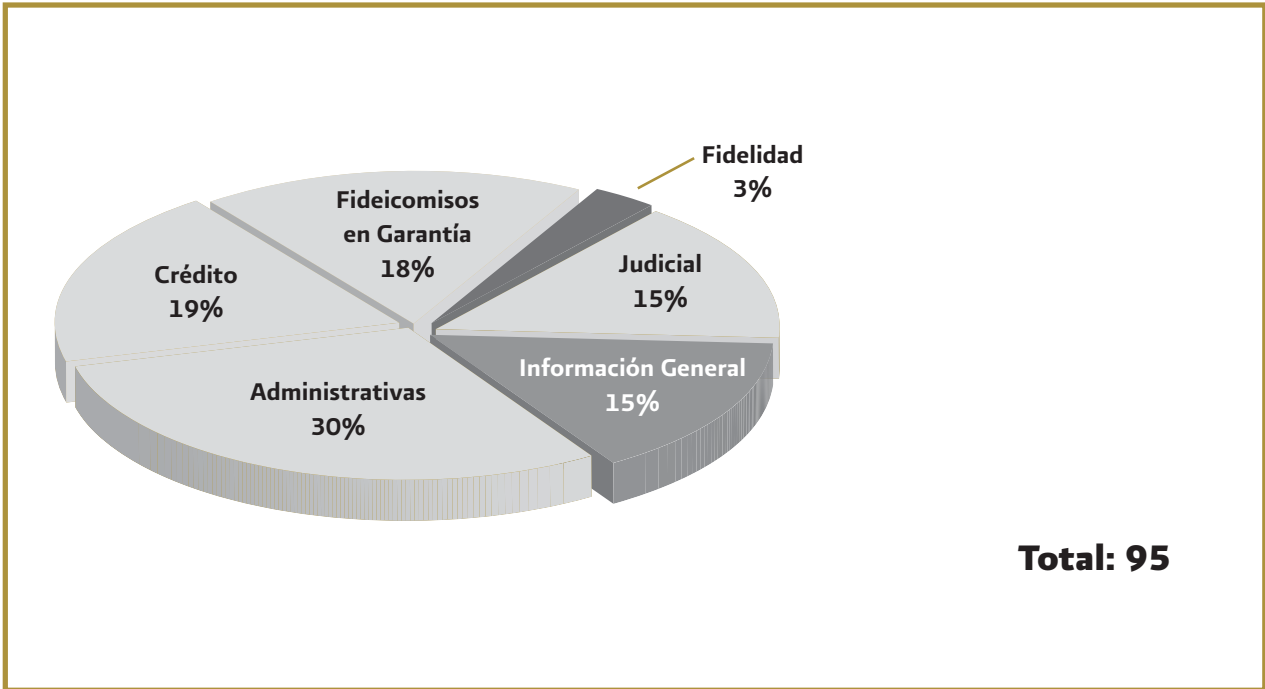 Fidelidad
3%
Fideicomisos
en Garantía
18%
Judicial
15%
Crédito
19%
Información General
15%
Administrativas
30%
Total: 95